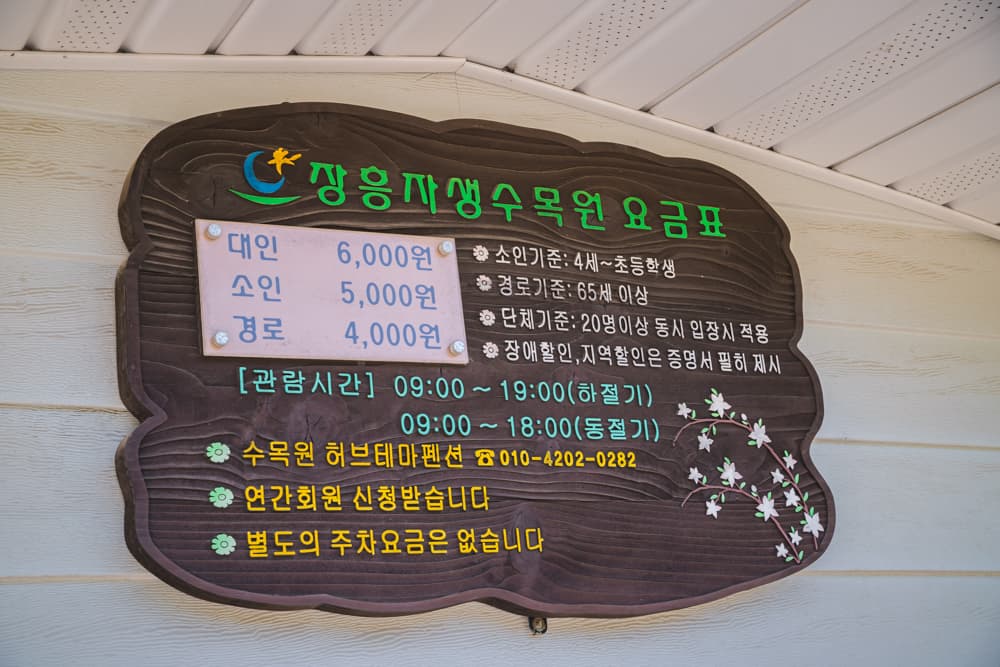 장흥자생수목원 요금표
대인 6,000원
소인 5,000원
경로 4,000원
소인기준: 4세~초등학생
경로기준: 65세 이상
단체기준: 20명이상 동시 입장시 적용
장애할인,지역할인은 증명서 필히 제시
[관람시간] 09:00 ~ 19:00(하절기)
09:00 ~ 18:00(동절기)
수목원 허브테마펜션 ☎010-4202-0282
연간회원 신청받습니다
별도의 주차요금은 없습니다